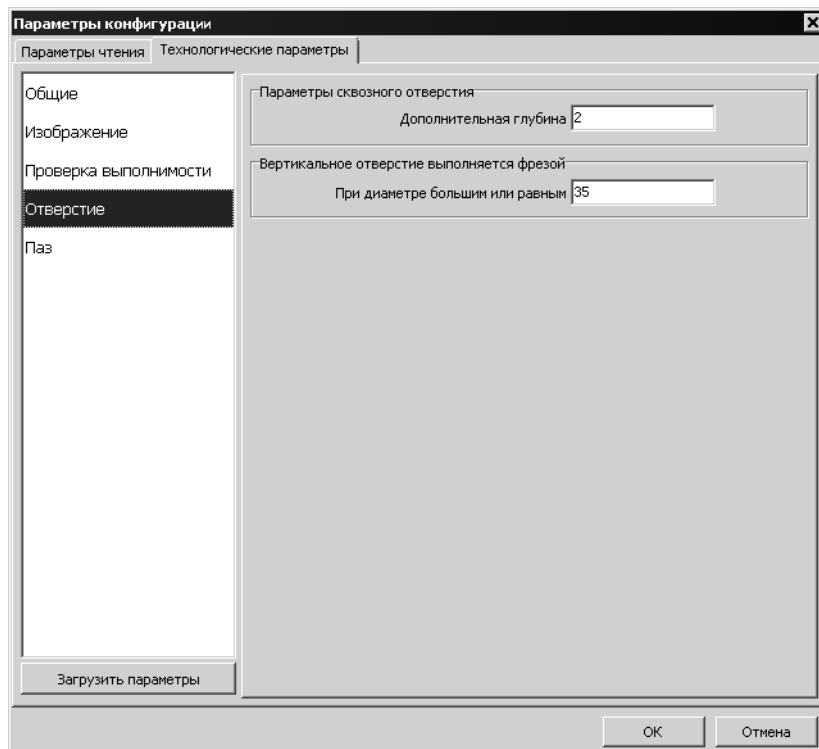 Параметры конфигурации
Параметры чтения Технологические параметры
Общие
Изображение
Проверка выполнимости
Отверстие
Паз
Загрузить параметры
Параметры сквозного отверстия
Дополнительная глубина 2
Вертикальное отверстие выполняется фрезой
При диаметре большим или равным 35
OK Отмена